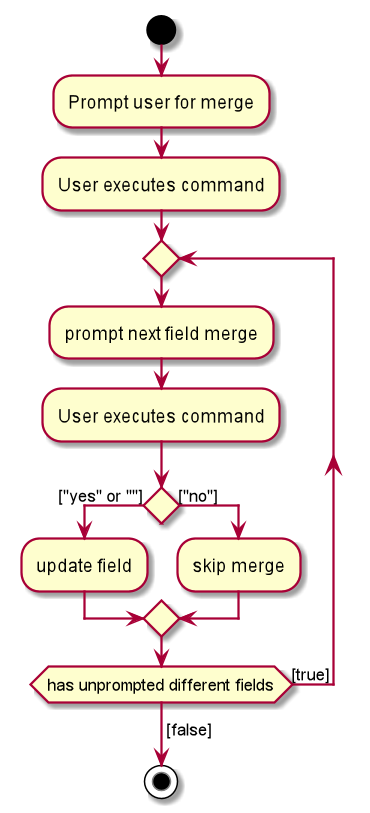 Prompt user for merge
User executes command
prompt next field merge
User executes command
["yes" or ""]
["no"]
update field
skip merge
has unprompted different fields
[true]
[false]